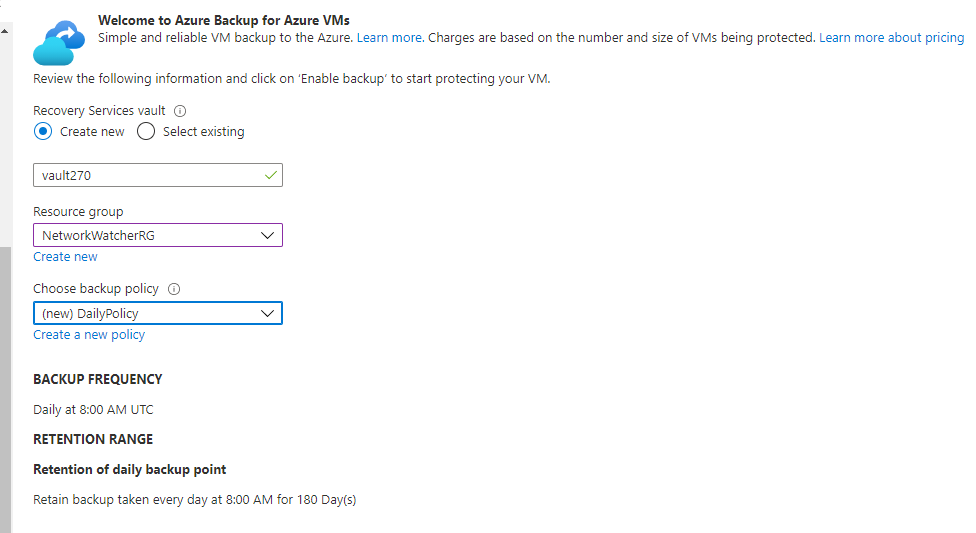 Welcome to Azure Backup for Azure VMs
Simple and reliable VM backup to the Azure. Learn more. Charges are based on the number and size of VMs being protected. Learn more about pricing
Review the following information and click on 'Enable backup' to start protecting your VM.
Recovery Services vault
Create new Select existing
vault270
Resource group
NetworkWatcherRG
Create new
Choose backup policy
(new) DailyPolicy
Create a new policy
BACKUP FREQUENCY
Daily at 8:00 AM UTC
RETENTION RANGE
Retention of daily backup point
Retain backup taken every day at 8:00 AM for 180 Day(s)